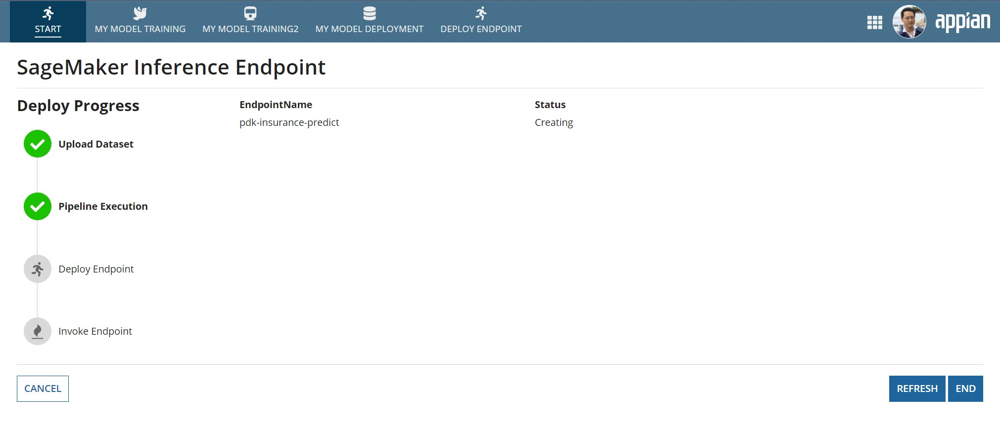 START
MY MODEL TRAINING
MY MODEL TRAINING2
MY MODEL DEPLOYMENT
DEPLOY ENDPOINT
appian
SageMaker Inference Endpoint
Deploy Progress
EndpointName
Status
pdk-insurance-predict
Creating
Upload Dataset
Pipeline Execution
Deploy Endpoint
Invoke Endpoint
CANCEL
REFRESH
END